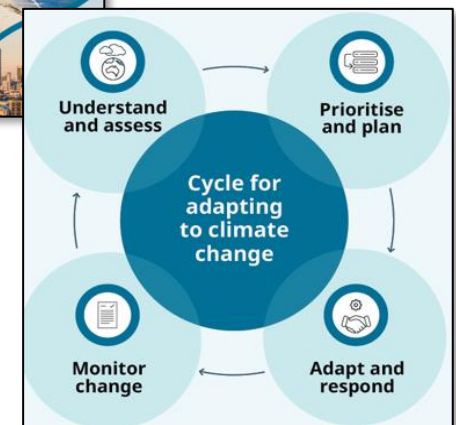 Understand
and assess
Prioritise
and plan
Cycle for
adapting
to climate
change
Monitor
change
Adapt and
respond